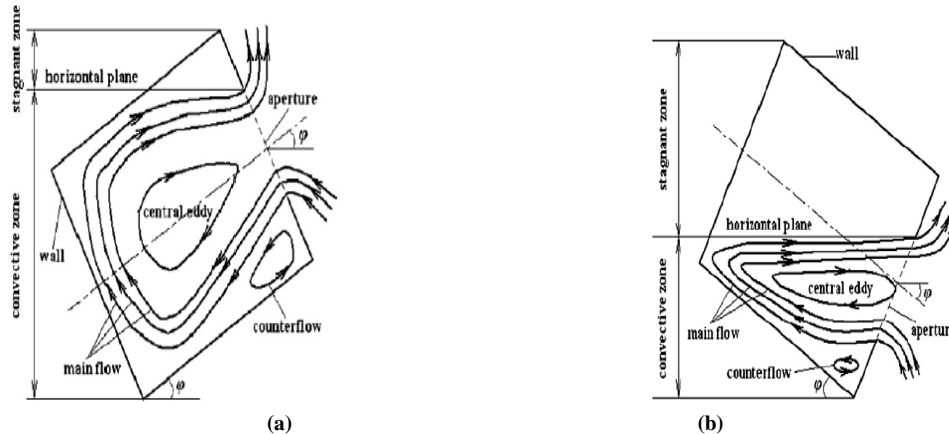 stagnant zone
horizontal plane
aperture
φ
central eddy
convective zone
wall
counterflow
main flow
φ
(a)
wall
stagnant zone
horizontal plane
central eddy
φ
convective zone
main flow
aperture
counterflow
φ
(b)